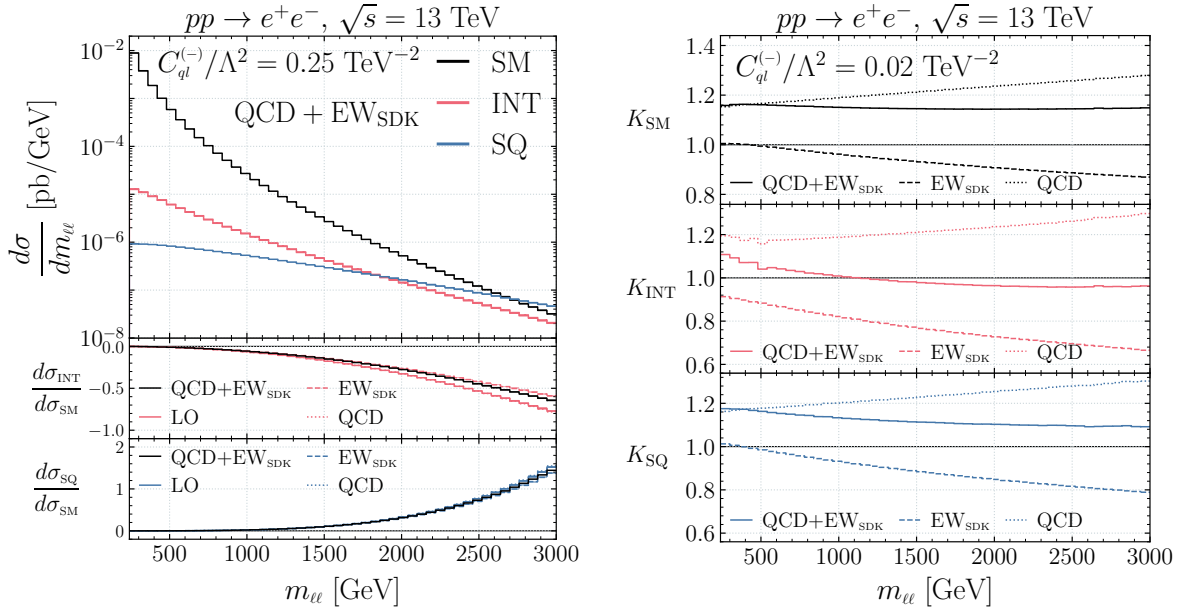 pp → e⁺e⁻, √s = 13 TeV
10⁻²
10⁻⁴
10⁻⁶
10⁻⁸
dσ/dm_ℓℓ [pb/GeV]
C_ql^(−)/Λ² = 0.25 TeV⁻²
QCD + EW_SDK
SM
INT
SQ
dσ_INT/dσ_SM
0.0
−0.5
−1.0
QCD+EW_SDK
EW_SDK
LO
QCD
dσ_SQ/dσ_SM
2
1
0
QCD+EW_SDK
EW_SDK
LO
QCD
500 1000 1500 2000 2500 3000
m_ℓℓ [GeV]
pp → e⁺e⁻, √s = 13 TeV
C_ql^(−)/Λ² = 0.02 TeV⁻²
K_SM
1.4
1.2
1.0
0.8
QCD+EW_SDK EW_SDK QCD
K_INT
1.2
1.0
0.8
0.6
QCD+EW_SDK EW_SDK QCD
K_SQ
1.2
1.0
0.8
0.6
QCD+EW_SDK EW_SDK QCD
500 1000 1500 2000 2500 3000
m_ℓℓ [GeV]